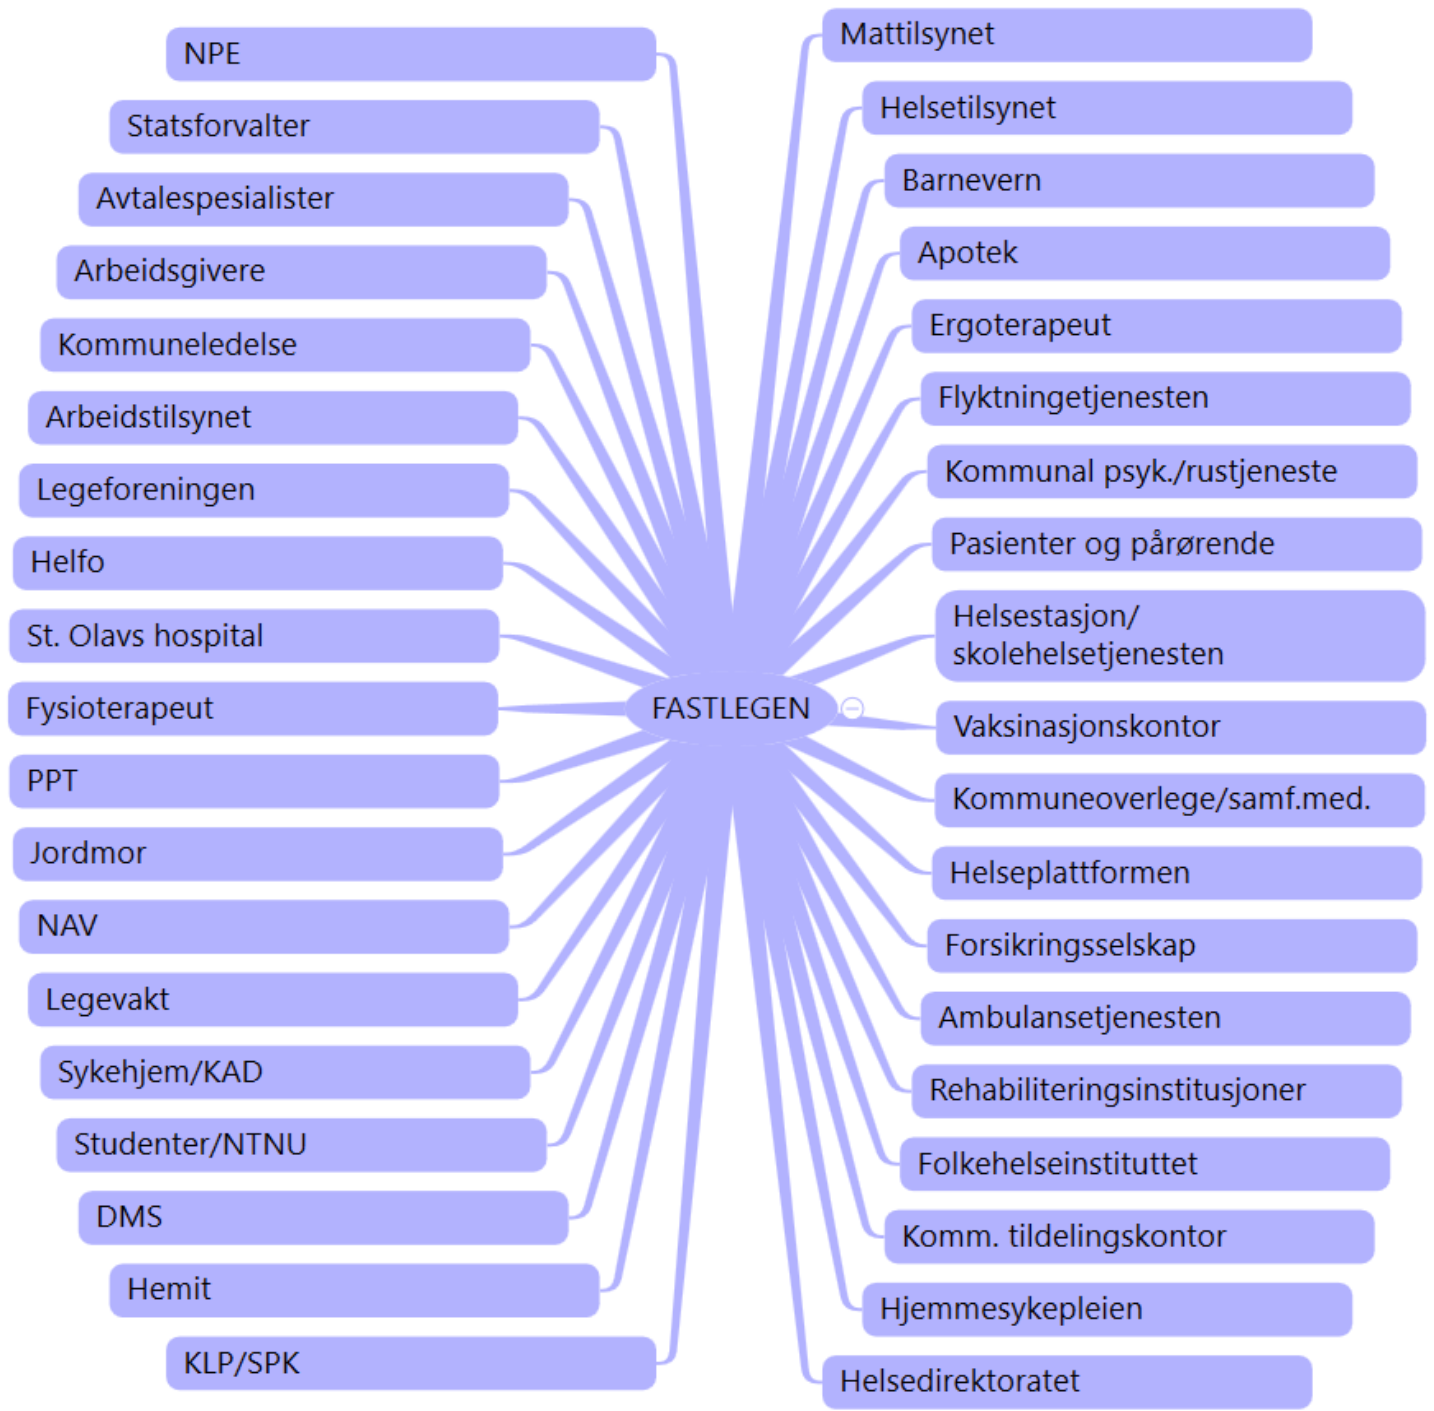 NPE
Statsforvalter
Avtalespesialister
Arbeidsgivere
Kommuneledelse
Arbeidstilsynet
Legeforeningen
Helfo
St. Olavs hospital
Fysioterapeut
PPT
Jordmor
NAV
Legevakt
Sykehjem/KAD
Studenter/NTNU
DMS
Hemit
KLP/SPK
FASTLEGEN
Mattilsynet
Helsetilsynet
Barnevern
Apotek
Ergoterapeut
Flyktningetjenesten
Kommunal psyk./rustjeneste
Pasienter og pårørende
Helsestasjon/
skolehelsetjenesten
Vaksinasjonskontor
Kommuneoverlege/samf.med.
Helseplattformen
Forsikringsselskap
Ambulansetjenesten
Rehabiliteringsinstitusjoner
Folkehelseinstituttet
Komm. tildelingskontor
Hjemmesykepleien
Helsedirektoratet